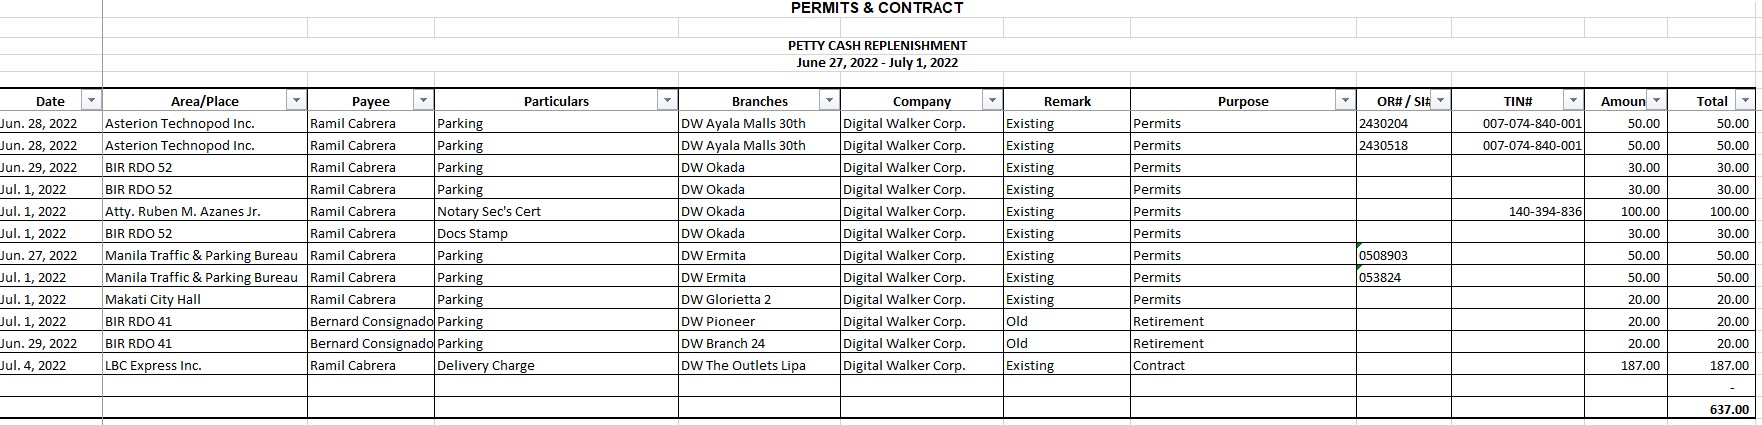 PERMITS & CONTRACT
PETTY CASH REPLENISHMENT
June 27, 2022 - July 1, 2022
Date Area/Place Payee Particulars Branches Company Remark Purpose OR# / SI# TIN# Amoun Total
Jun. 28, 2022 Asterion Technopod Inc. Ramil Cabrera Parking DW Ayala Malls 30th Digital Walker Corp. Existing Permits 2430204 007-074-840-001 50.00 50.00
Jun. 28, 2022 Asterion Technopod Inc. Ramil Cabrera Parking DW Ayala Malls 30th Digital Walker Corp. Existing Permits 2430518 007-074-840-001 50.00 50.00
Jun. 29, 2022 BIR RDO 52 Ramil Cabrera Parking DW Okada Digital Walker Corp. Existing Permits 30.00 30.00
Jul. 1, 2022 BIR RDO 52 Ramil Cabrera Parking DW Okada Digital Walker Corp. Existing Permits 30.00 30.00
Jul. 1, 2022 Atty. Ruben M. Azanes Jr. Ramil Cabrera Notary Sec's Cert DW Okada Digital Walker Corp. Existing Permits 140-394-836 100.00 100.00
Jul. 1, 2022 BIR RDO 52 Ramil Cabrera Docs Stamp DW Okada Digital Walker Corp. Existing Permits 30.00 30.00
Jun. 27, 2022 Manila Traffic & Parking Bureau Ramil Cabrera Parking DW Ermita Digital Walker Corp. Existing Permits 0508903 50.00 50.00
Jul. 1, 2022 Manila Traffic & Parking Bureau Ramil Cabrera Parking DW Ermita Digital Walker Corp. Existing Permits 053824 50.00 50.00
Jul. 1, 2022 Makati City Hall Ramil Cabrera Parking DW Glorietta 2 Digital Walker Corp. Existing Permits 20.00 20.00
Jul. 1, 2022 BIR RDO 41 Bernard Consignado Parking DW Pioneer Digital Walker Corp. Old Retirement 20.00 20.00
Jun. 29, 2022 BIR RDO 41 Bernard Consignado Parking DW Branch 24 Digital Walker Corp. Old Retirement 20.00 20.00
Jul. 4, 2022 LBC Express Inc. Ramil Cabrera Delivery Charge DW The Outlets Lipa Digital Walker Corp. Existing Contract 187.00 187.00
-
637.00